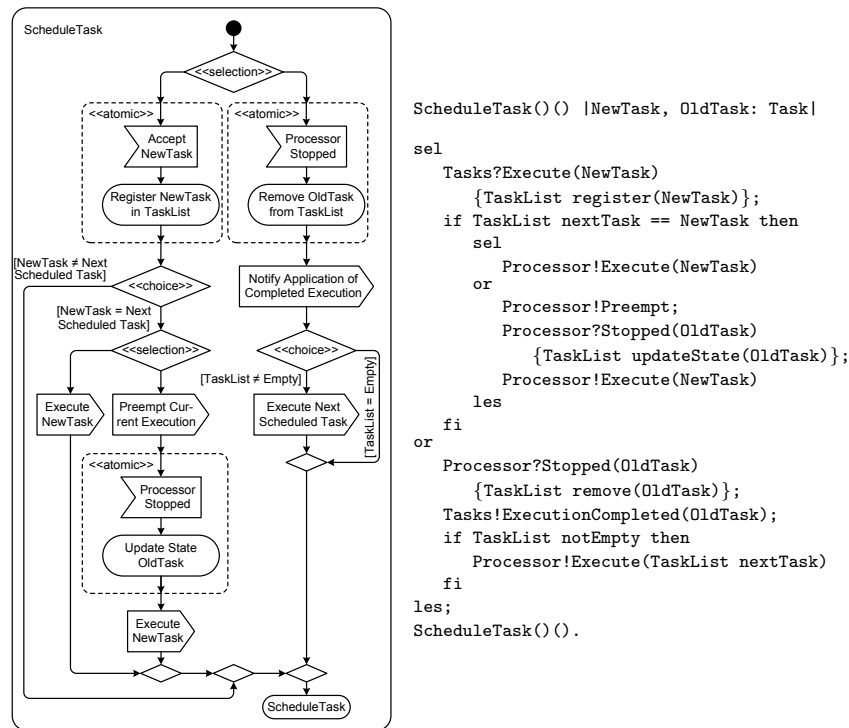 ScheduleTask
<<selection>>
<<atomic>>
Accept
NewTask
Register NewTask
in TaskList
<<atomic>>
Processor
Stopped
Remove OldTask
from TaskList
[NewTask ≠ Next
Scheduled Task]
<<choice>>
[NewTask = Next
Scheduled Task]
Notify Application of
Completed Execution
<<selection>>
<<choice>>
[TaskList ≠ Empty]
[TaskList = Empty]
Execute
NewTask
Preempt Cur-
rent Execution
Execute Next
Scheduled Task
<<atomic>>
Processor
Stopped
Update State
OldTask
Execute
NewTask
ScheduleTask
ScheduleTask()() |NewTask, OldTask: Task|
sel
Tasks?Execute(NewTask)
{TaskList register(NewTask)};
if TaskList nextTask == NewTask then
sel
Processor!Execute(NewTask)
or
Processor!Preempt;
Processor?Stopped(OldTask)
{TaskList updateState(OldTask)};
Processor!Execute(NewTask)
les
fi
or
Processor?Stopped(OldTask)
{TaskList remove(OldTask)};
Tasks!ExecutionCompleted(OldTask);
if TaskList notEmpty then
Processor!Execute(TaskList nextTask)
fi
les;
ScheduleTask()().